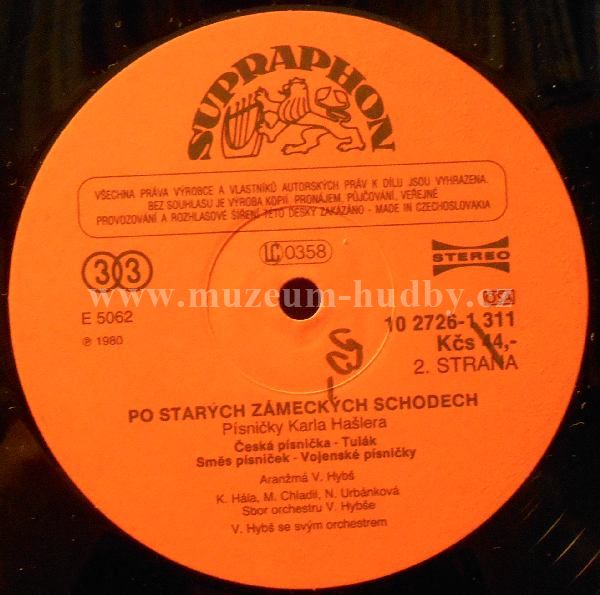 SUPRAPHON
VŠECHNA PRÁVA VÝROBCE A VLASTNÍKŮ AUTORSKÝCH PRÁV K DÍLU JSOU VYHRAZENA.
BEZ SOUHLASU JE VÝROBA KOPIÍ, PRONÁJEM, PŮJČOVÁNÍ, VEŘEJNÉ
PROVOZOVÁNÍ A ROZHLASOVÉ ŠÍŘENÍ TÉTO DESKY ZAKÁZÁNO - MADE IN CZECHOSLOVAKIA
LC 0358
33
STEREO
www.muzeum-hudby.cz
OSA
E 5062
10 2726-1 311
℗ 1980
Kčs 44,-
2. STRANA
PO STARÝCH ZÁMECKÝCH SCHODECH
Písničky Karla Hašlera
Česká písnička - Tulák
Směs písniček - Vojenské písničky
Aranžmá V. Hybš
K. Hála, M. Chladil, N. Urbánková
Sbor orchestru V. Hybše
V. Hybš se svým orchestrem